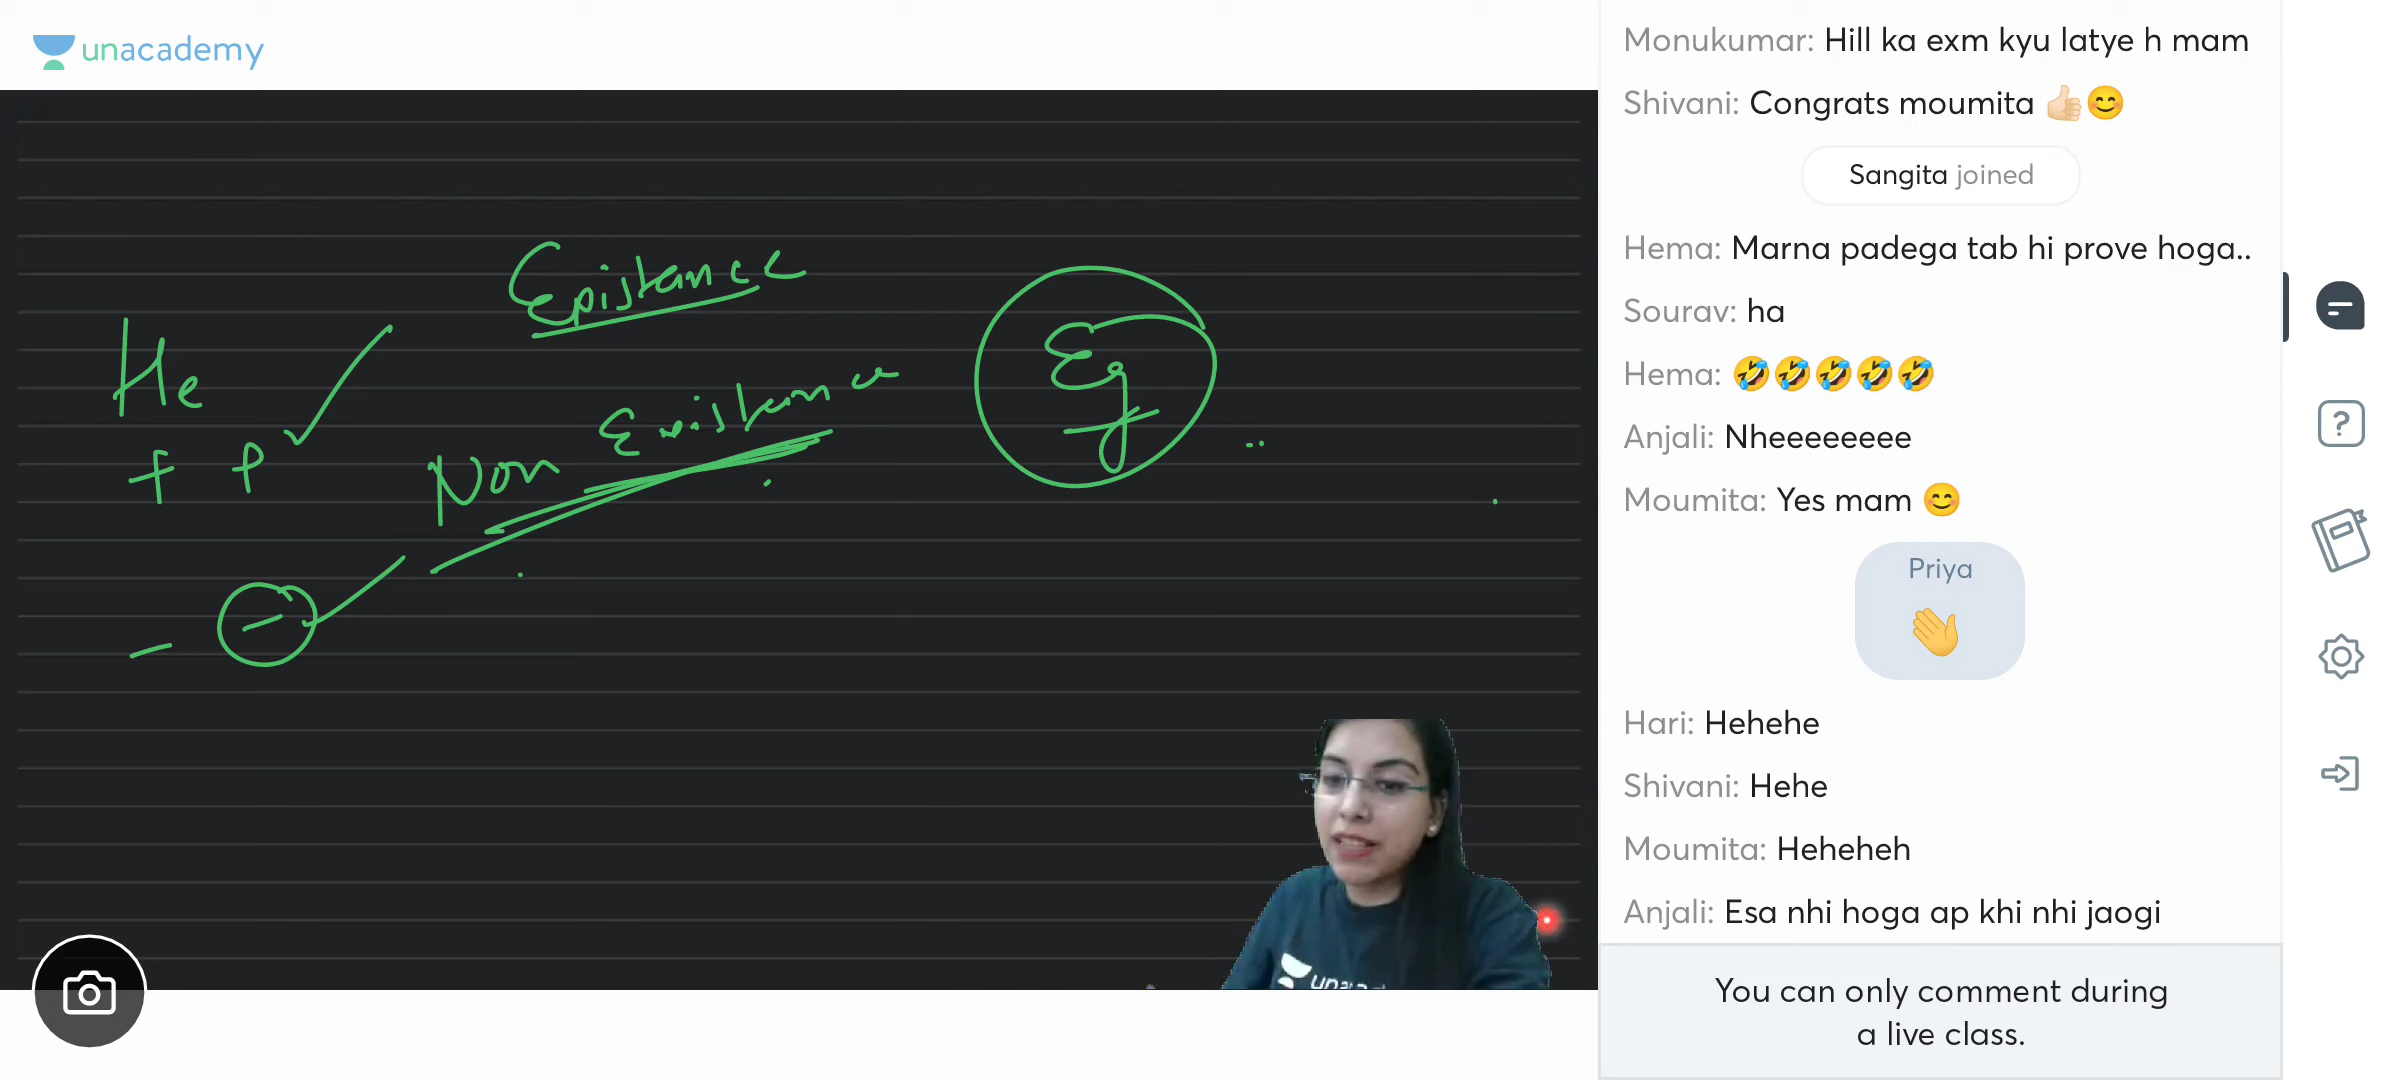 unacademy
Existance
He
+ P
Non Existance
Eg
Monukumar: Hill ka exm kyu latye h mam
Shivani: Congrats moumita 👍🏻😊
Sangita joined
Hema: Marna padega tab hi prove hoga..
Sourav: ha
Hema: 🤣🤣🤣🤣🤣
Anjali: Nheeeeeeee
Moumita: Yes mam 😊
Priya
👋
Hari: Hehehe
Shivani: Hehe
Moumita: Heheheh
Anjali: Esa nhi hoga ap khi nhi jaogi
You can only comment during
a live class.